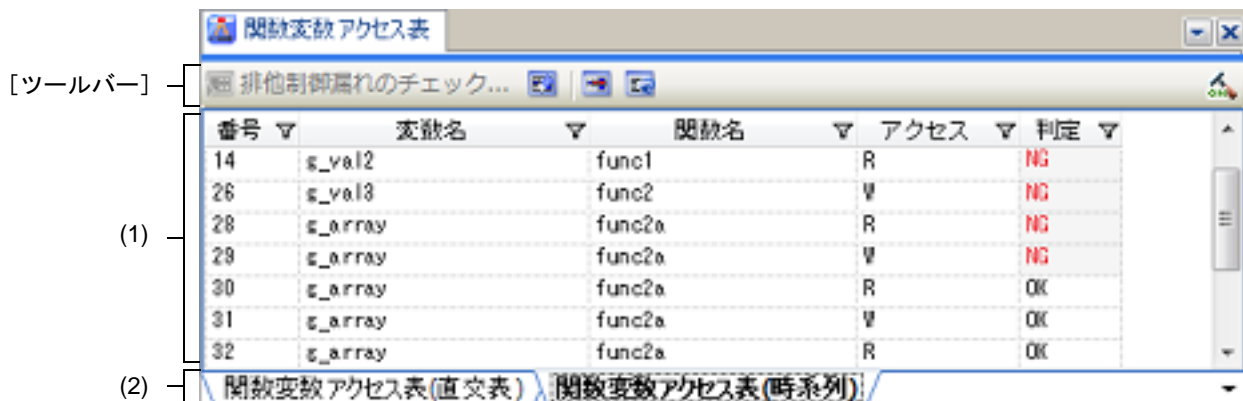 関数変数アクセス表
[ツールバー]
排他制御漏れのチェック...
(1)
番号 変数名 関数名 アクセス 判定
14 g_val2 func1 R NG
26 g_val3 func2 W NG
28 g_array func2a R NG
29 g_array func2a W NG
30 g_array func2a R OK
31 g_array func2a W OK
32 g_array func2a R OK
(2)
関数変数アクセス表(直交表) 関数変数アクセス表(時系列)